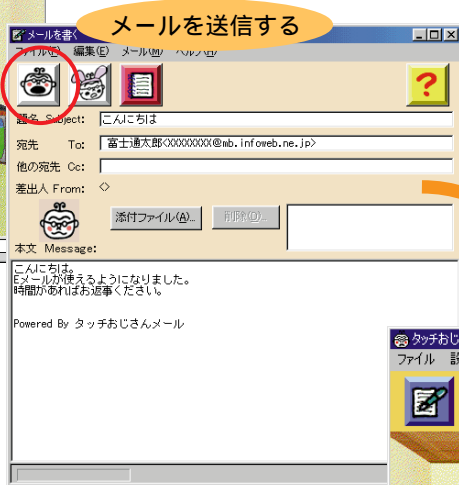 メールを送信する
メールを書く
ファイル(F) 編集(E) メール(M) ヘルプ(H)
題名 Subject: こんにちは
宛先 To: 富士通太郎<XXXXXXXX@mb.infoweb.ne.jp>
他の宛先 Cc:
差出人 From: <>
添付ファイル(A)... 削除(D)...
本文 Message:
こんにちは。
Eメールが使えるようになりました。
時間があればお返事ください。
Powered By タッチおじさんメール
タッチおじ
ファイル